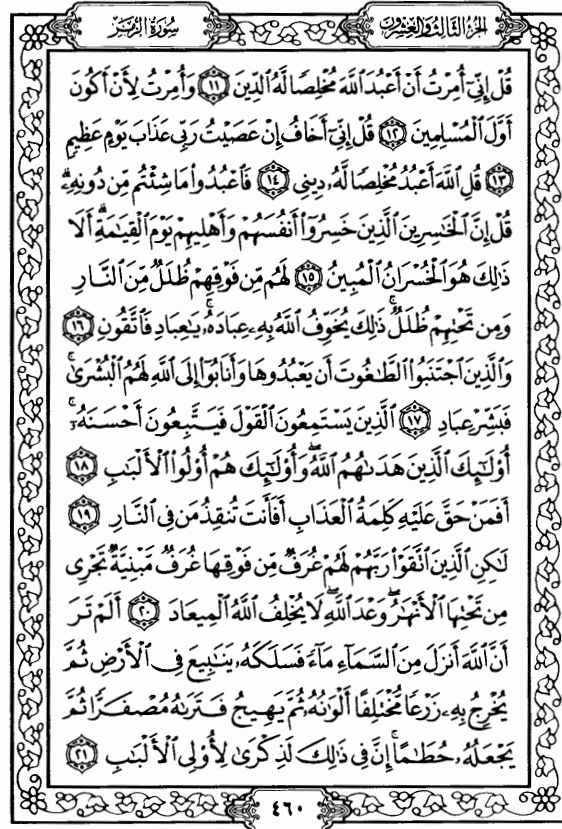 الجزء الثالث والعشرون
سورة الزمر
قُلْ إِنِّىٓ أُمِرْتُ أَنْ أَعْبُدَ ٱللَّهَ مُخْلِصًا لَّهُ ٱلدِّينَ ١١ وَأُمِرْتُ لِأَنْ أَكُونَ
أَوَّلَ ٱلْمُسْلِمِينَ ١٢ قُلْ إِنِّىٓ أَخَافُ إِنْ عَصَيْتُ رَبِّى عَذَابَ يَوْمٍ عَظِيمٍ
١٣ قُلِ ٱللَّهَ أَعْبُدُ مُخْلِصًا لَّهُۥ دِينِى ١٤ فَٱعْبُدُوا۟ مَا شِئْتُم مِّن دُونِهِۦ ۗ
قُلْ إِنَّ ٱلْخَـٰسِرِينَ ٱلَّذِينَ خَسِرُوٓا۟ أَنفُسَهُمْ وَأَهْلِيهِمْ يَوْمَ ٱلْقِيَـٰمَةِ ۗ أَلَا
ذَٰلِكَ هُوَ ٱلْخُسْرَانُ ٱلْمُبِينُ ١٥ لَهُم مِّن فَوْقِهِمْ ظُلَلٌ مِّنَ ٱلنَّارِ
وَمِن تَحْتِهِمْ ظُلَلٌ ۚ ذَٰلِكَ يُخَوِّفُ ٱللَّهُ بِهِۦ عِبَادَهُۥ ۚ يَـٰعِبَادِ فَٱتَّقُونِ ١٦
وَٱلَّذِينَ ٱجْتَنَبُوا۟ ٱلطَّـٰغُوتَ أَن يَعْبُدُوهَا وَأَنَابُوٓا۟ إِلَى ٱللَّهِ لَهُمُ ٱلْبُشْرَىٰ ۚ
فَبَشِّرْ عِبَادِ ١٧ ٱلَّذِينَ يَسْتَمِعُونَ ٱلْقَوْلَ فَيَتَّبِعُونَ أَحْسَنَهُۥٓ ۚ
أُو۟لَـٰٓئِكَ ٱلَّذِينَ هَدَىٰهُمُ ٱللَّهُ ۖ وَأُو۟لَـٰٓئِكَ هُمْ أُو۟لُوا۟ ٱلْأَلْبَـٰبِ ١٨
أَفَمَنْ حَقَّ عَلَيْهِ كَلِمَةُ ٱلْعَذَابِ أَفَأَنتَ تُنقِذُ مَن فِى ٱلنَّارِ ١٩
لَـٰكِنِ ٱلَّذِينَ ٱتَّقَوْا۟ رَبَّهُمْ لَهُمْ غُرَفٌ مِّن فَوْقِهَا غُرَفٌ مَّبْنِيَّةٌ تَجْرِى
مِن تَحْتِهَا ٱلْأَنْهَـٰرُ ۖ وَعْدَ ٱللَّهِ ۖ لَا يُخْلِفُ ٱللَّهُ ٱلْمِيعَادَ ٢٠ أَلَمْ تَرَ
أَنَّ ٱللَّهَ أَنزَلَ مِنَ ٱلسَّمَآءِ مَآءً فَسَلَكَهُۥ يَنَـٰبِيعَ فِى ٱلْأَرْضِ ثُمَّ
يُخْرِجُ بِهِۦ زَرْعًا مُّخْتَلِفًا أَلْوَٰنُهُۥ ثُمَّ يَهِيجُ فَتَرَىٰهُ مُصْفَرًّا ثُمَّ
يَجْعَلُهُۥ حُطَـٰمًا ۚ إِنَّ فِى ذَٰلِكَ لَذِكْرَىٰ لِأُو۟لِى ٱلْأَلْبَـٰبِ ٢١
٤٦٠